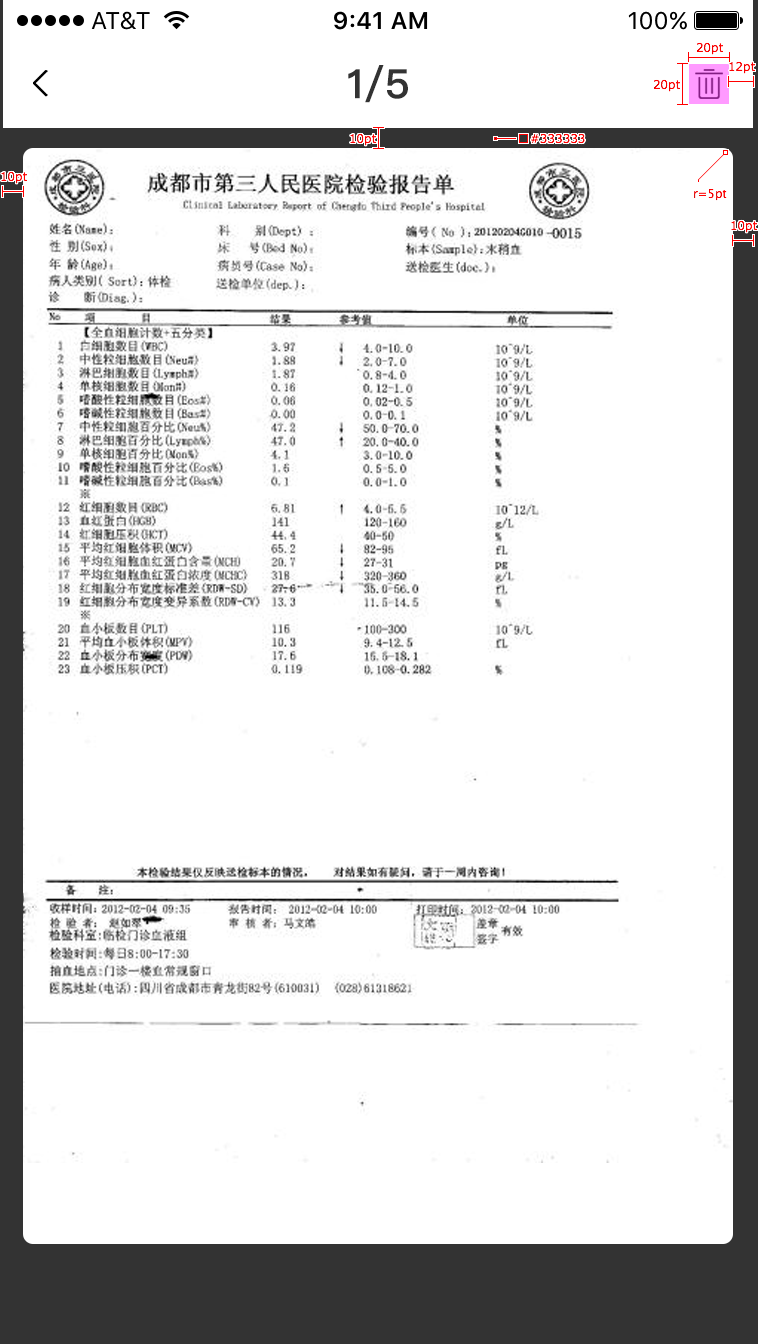 AT&T 9:41 AM 100%
1/5
20pt
20pt
12pt
10pt
#333333
10pt
r=5pt
10pt
成都市第三人民医院检验报告单
Clinical Laboratory Report of Chengdu Third People's Hospital
姓名(Name): 科 别(Dept) : 编号( No ):20120204G010 -0015
性 别(Sex): 床 号(Bed No): 标本(Sample):末梢血
年 龄(Age): 病员号(Case No): 送检医生(doc.):
病人类别( Sort): 体检 送检单位(dep.):
诊 断(Diag.):
No 项 目 结果 参考值 单位
【全血细胞计数+五分类】
1 白细胞数目(WBC) 3.97 ↓ 4.0-10.0 10^9/L
2 中性粒细胞数目(Neu#) 1.88 ↓ 2.0-7.0 10^9/L
3 淋巴细胞数目(Lymph#) 1.87 0.8-4.0 10^9/L
4 单核细胞数目(Mon#) 0.16 0.12-1.0 10^9/L
5 嗜酸性粒细胞数目(Eos#) 0.06 0.02-0.5 10^9/L
6 嗜碱性粒细胞数目(Bas#) 0.00 0.0-0.1 10^9/L
7 中性粒细胞百分比(Neu%) 47.2 ↓ 50.0-70.0 %
8 淋巴细胞百分比(Lymph%) 47.0 ↑ 20.0-40.0 %
9 单核细胞百分比(Mon%) 4.1 3.0-10.0 %
10 嗜酸性粒细胞百分比(Eos%) 1.6 0.5-5.0 %
11 嗜碱性粒细胞百分比(Bas%) 0.1 0.0-1.0 %
※
12 红细胞数目(RBC) 6.81 ↑ 4.0-5.5 10^12/L
13 血红蛋白(HGB) 141 120-160 g/L
14 红细胞压积(HCT) 44.4 40-50 %
15 平均红细胞体积(MCV) 65.2 ↓ 82-95 fL
16 平均红细胞血红蛋白含量(MCH) 20.7 ↓ 27-31 pg
17 平均红细胞血红蛋白浓度(MCHC) 318 ↓ 320-360 g/L
18 红细胞分布宽度标准差(RDW-SD) 27.6 ↓ 35.0-56.0 fL
19 红细胞分布宽度变异系数(RDW-CV) 13.3 11.5-14.5 %
※
20 血小板数目(PLT) 116 100-300 10^9/L
21 平均血小板体积(MPV) 10.3 9.4-12.5 fL
22 血小板分布宽度(PDW) 17.6 15.5-18.1
23 血小板压积(PCT) 0.119 0.108-0.282 %
本检验结果仅反映送检标本的情况, 对结果如有疑问, 请于一周内咨询!
备 注:
收样时间: 2012-02-04 09:35 报告时间: 2012-02-04 10:00 打印时间: 2012-02-04 10:00
检 验 者: 赵如翠 审 核 者: 马文皓 盖章
检验科室:临检门诊血液组 签字 有效
检验时间:每日8:00-17:30
抽血地点:门诊一楼血常规窗口
医院地址(电话):四川省成都市青龙街82号(610031) (028)61318621